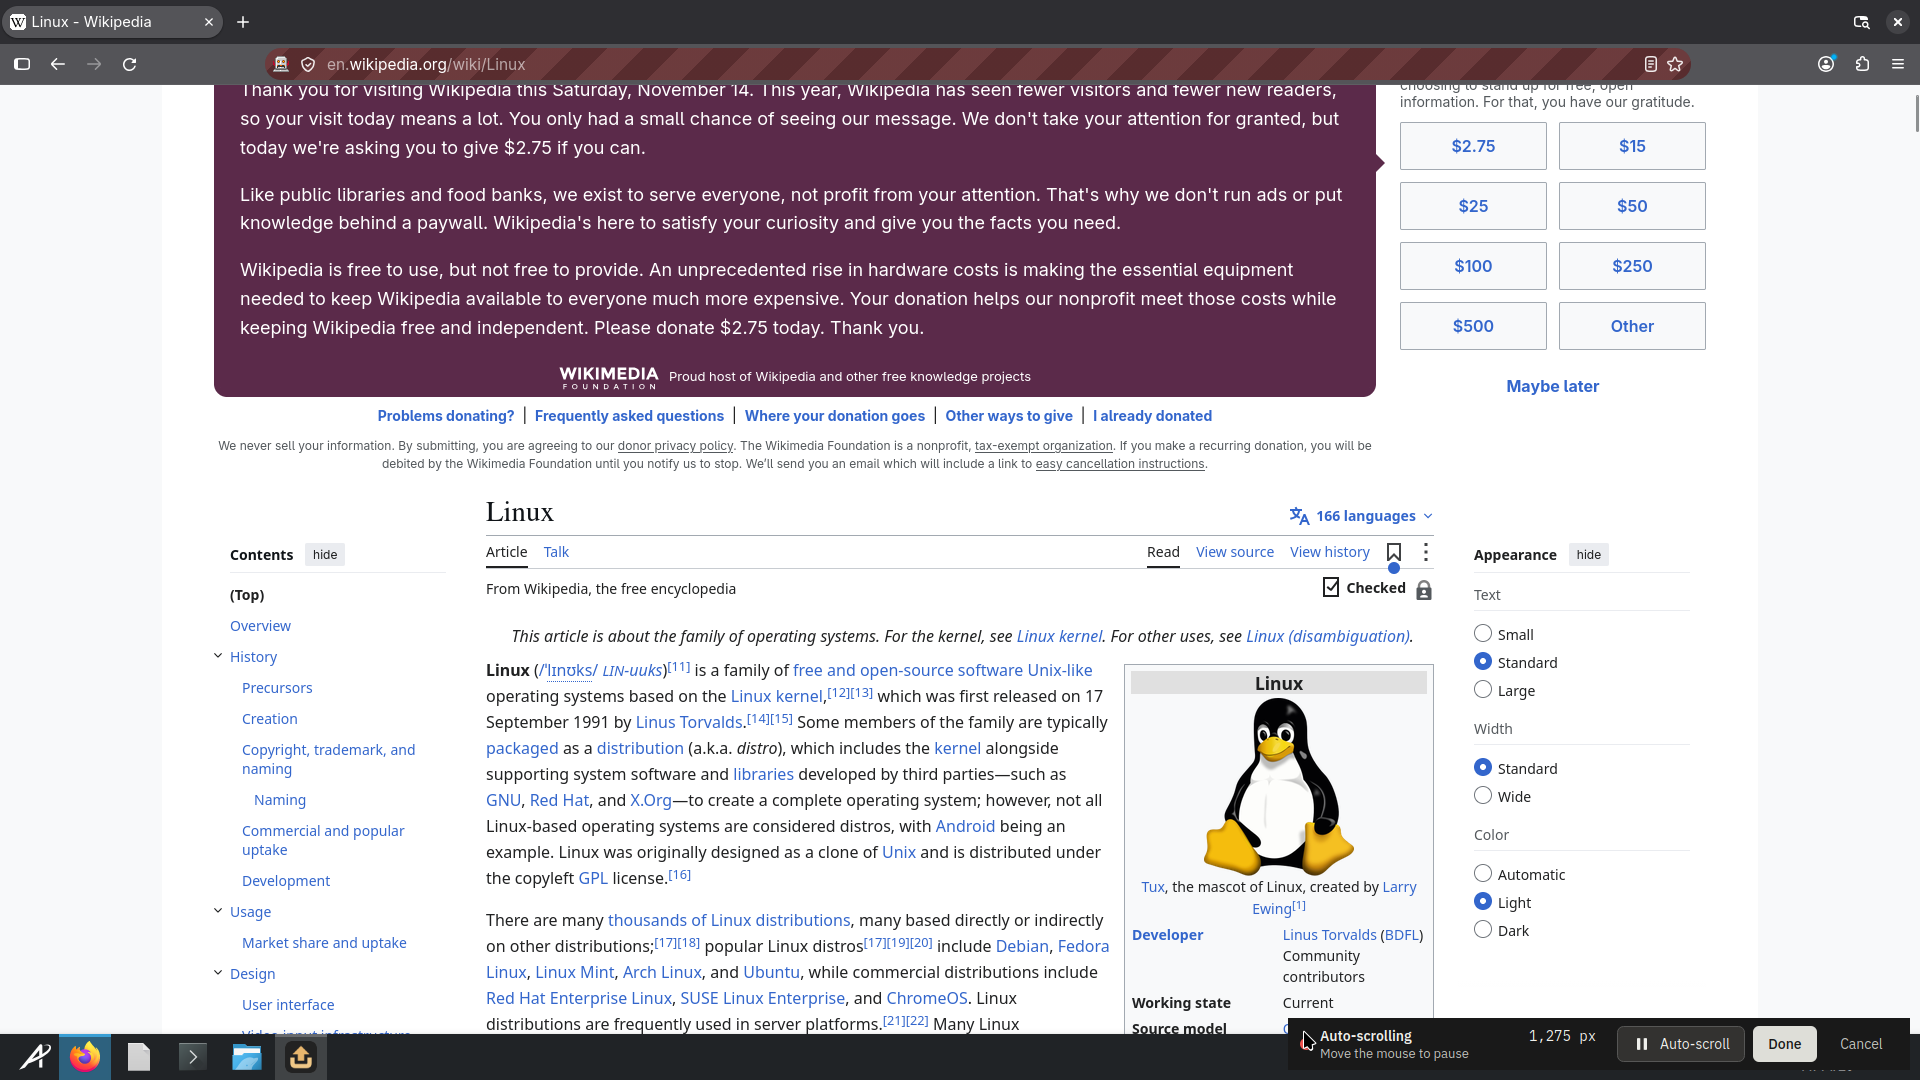 Linux - Wikipedia
en.wikipedia.org/wiki/Linux
Thank you for visiting Wikipedia this Saturday, November 14. This year, Wikipedia has seen fewer visitors and fewer new readers,
so your visit today means a lot. You only had a small chance of seeing our message. We don't take your attention for granted, but
today we're asking you to give $2.75 if you can.
Like public libraries and food banks, we exist to serve everyone, not profit from your attention. That's why we don't run ads or put
knowledge behind a paywall. Wikipedia's here to satisfy your curiosity and give you the facts you need.
Wikipedia is free to use, but not free to provide. An unprecedented rise in hardware costs is making the essential equipment
needed to keep Wikipedia available to everyone much more expensive. Your donation helps our nonprofit meet those costs while
keeping Wikipedia free and independent. Please donate $2.75 today. Thank you.
WIKIMEDIA
FOUNDATION
Proud host of Wikipedia and other free knowledge projects
choosing to stand up for free, open
information. For that, you have our gratitude.
$2.75 $15
$25 $50
$100 $250
$500 Other
Maybe later
Problems donating? | Frequently asked questions | Where your donation goes | Other ways to give | I already donated
We never sell your information. By submitting, you are agreeing to our donor privacy policy. The Wikimedia Foundation is a nonprofit, tax-exempt organization. If you make a recurring donation, you will be
debited by the Wikimedia Foundation until you notify us to stop. We'll send you an email which will include a link to easy cancellation instructions.
Contents hide
(Top)
Overview
History
Precursors
Creation
Copyright, trademark, and
naming
Naming
Commercial and popular
uptake
Development
Usage
Market share and uptake
Design
User interface
Linux
166 languages
Article Talk Read View source View history
From Wikipedia, the free encyclopedia
Checked
This article is about the family of operating systems. For the kernel, see Linux kernel. For other uses, see Linux (disambiguation).
Linux (/ˈlɪnʊks/ LIN-uuks)[11] is a family of free and open-source software Unix-like
operating systems based on the Linux kernel,[12][13] which was first released on 17
September 1991 by Linus Torvalds.[14][15] Some members of the family are typically
packaged as a distribution (a.k.a. distro), which includes the kernel alongside
supporting system software and libraries developed by third parties—such as
GNU, Red Hat, and X.Org—to create a complete operating system; however, not all
Linux-based operating systems are considered distros, with Android being an
example. Linux was originally designed as a clone of Unix and is distributed under
the copyleft GPL license.[16]
There are many thousands of Linux distributions, many based directly or indirectly
on other distributions;[17][18] popular Linux distros[17][19][20] include Debian, Fedora
Linux, Linux Mint, Arch Linux, and Ubuntu, while commercial distributions include
Red Hat Enterprise Linux, SUSE Linux Enterprise, and ChromeOS. Linux
distributions are frequently used in server platforms.[21][22] Many Linux
Linux
Tux, the mascot of Linux, created by Larry
Ewing[1]
Developer Linus Torvalds (BDFL)
Community
contributors
Working state Current
Source model
Appearance hide
Text
Small
Standard
Large
Width
Standard
Wide
Color
Automatic
Light
Dark
Auto-scrolling
Move the mouse to pause
1,275 px
Auto-scroll
Done
Cancel